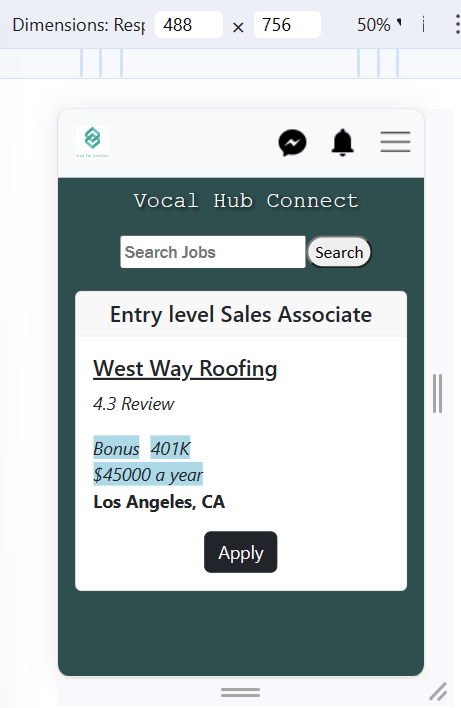 Dimensions: Resp 488 × 756 50%
Vocal Hub Connect
Search Jobs Search
Entry level Sales Associate
West Way Roofing
4.3 Review
Bonus 401K
$45000 a year
Los Angeles, CA
Apply